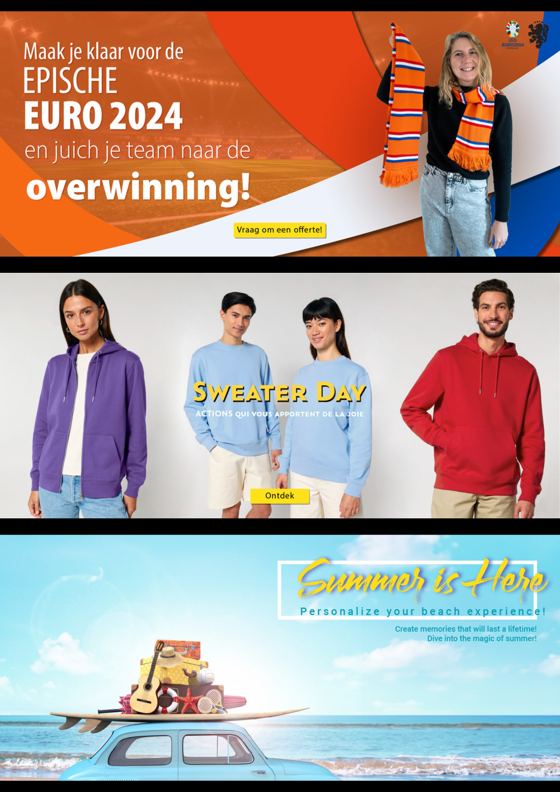 Maak je klaar voor de
EPISCHE
EURO 2024
en juich je team naar de
overwinning!
Vraag om een offerte!
Sweater Day
ACTIONS QUI VOUS APPORTENT DE LA JOIE
Ontdek
Summer is Here
Personalize your beach experience!
Create memories that will last a lifetime!
Dive into the magic of summer!